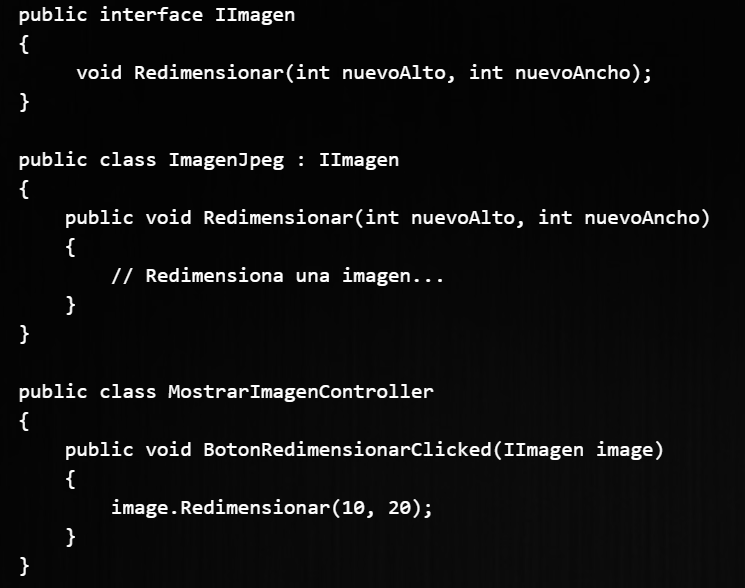 public interface IImagen
{
void Redimensionar(int nuevoAlto, int nuevoAncho);
}
public class ImagenJpeg : IImagen
{
public void Redimensionar(int nuevoAlto, int nuevoAncho)
{
// Redimensiona una imagen...
}
}
public class MostrarImagenController
{
public void BotonRedimensionarClicked(IImagen image)
{
image.Redimensionar(10, 20);
}
}